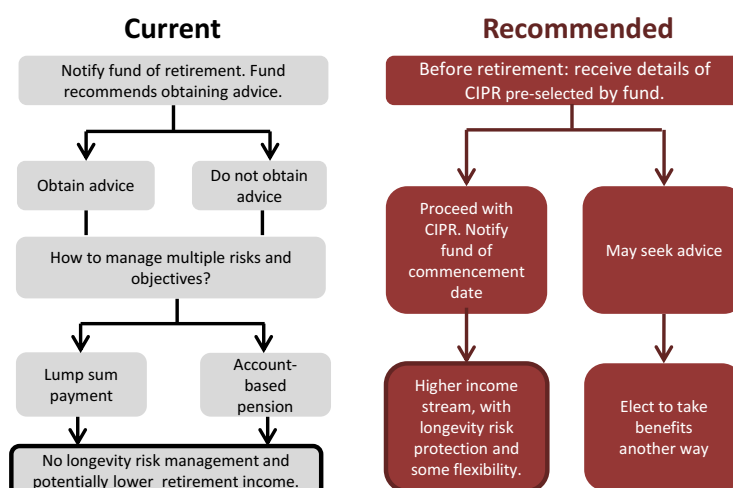 Current
Notify fund of retirement. Fund
recommends obtaining advice.
Obtain advice
Do not obtain
advice
How to manage multiple risks and
objectives?
Lump sum
payment
Account-
based
pension
No longevity risk management and
potentially lower retirement income.
Recommended
Before retirement: receive details of
CIPR pre-selected by fund.
Proceed with
CIPR. Notify
fund of
commencement
date
May seek advice
Higher income
stream, with
longevity risk
protection and
some flexibility.
Elect to take
benefits
another way